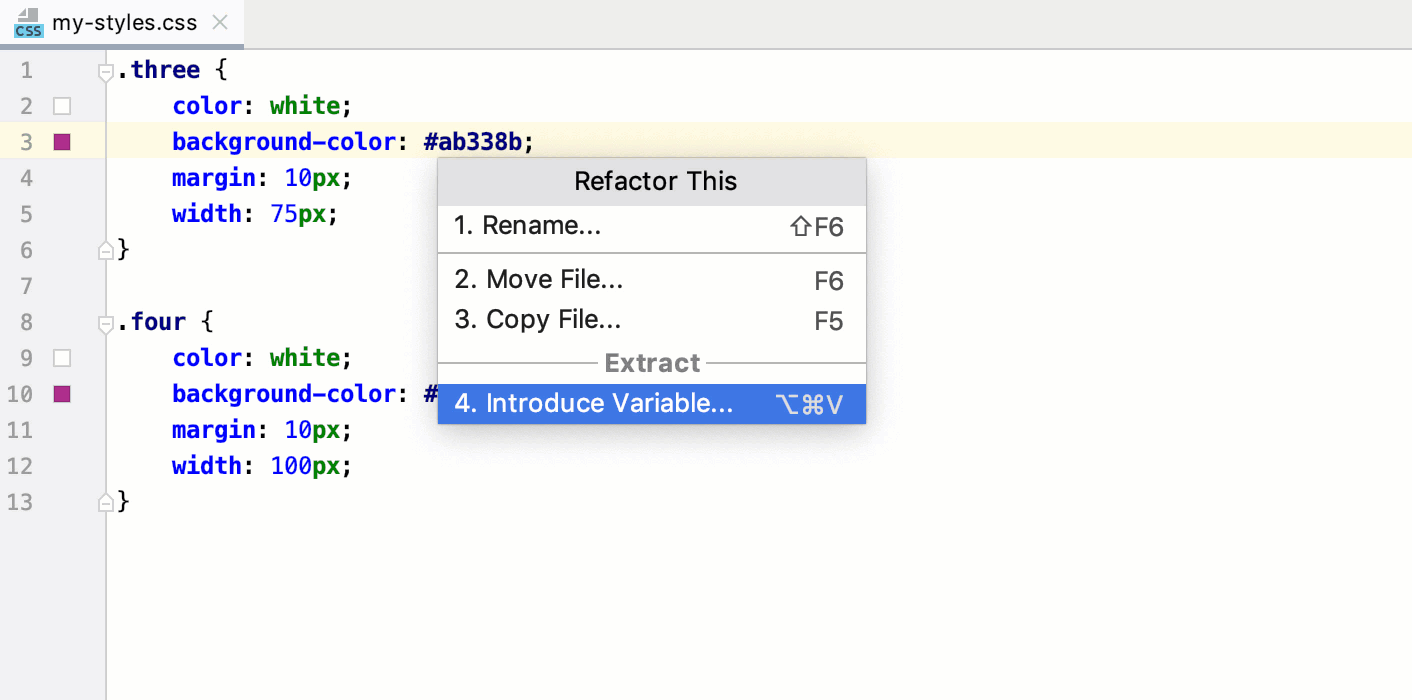 CSS my-styles.css
1 .three {
2 color: white;
3 background-color: #ab338b;
4 margin: 10px;
5 width: 75px;
6 }
7
8 .four {
9 color: white;
10 background-color: #
11 margin: 10px;
12 width: 100px;
13 }
Refactor This
1. Rename... ⇧F6
2. Move File... F6
3. Copy File... F5
Extract
4. Introduce Variable... ⌥⌘V